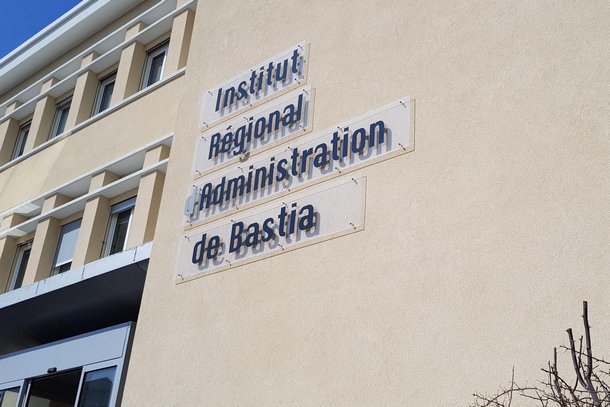 Institut
Régional
d'Administration
de Bastia